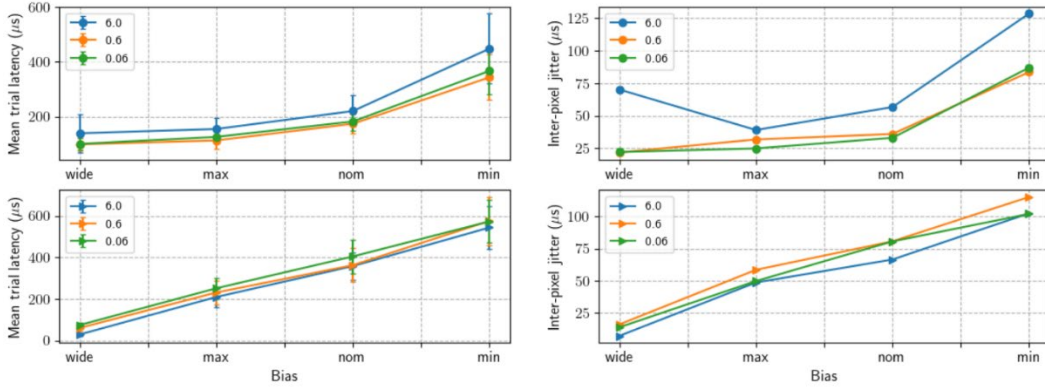 Mean trial latency (μs)
600
400
200
6.0
0.6
0.06
wide
max
nom
min
Inter-pixel jitter (μs)
125
100
75
50
25
6.0
0.6
0.06
wide
max
nom
min
Mean trial latency (μs)
600
400
200
0
6.0
0.6
0.06
wide
max
nom
min
Bias
Inter-pixel jitter (μs)
100
75
50
25
6.0
0.6
0.06
wide
max
nom
min
Bias